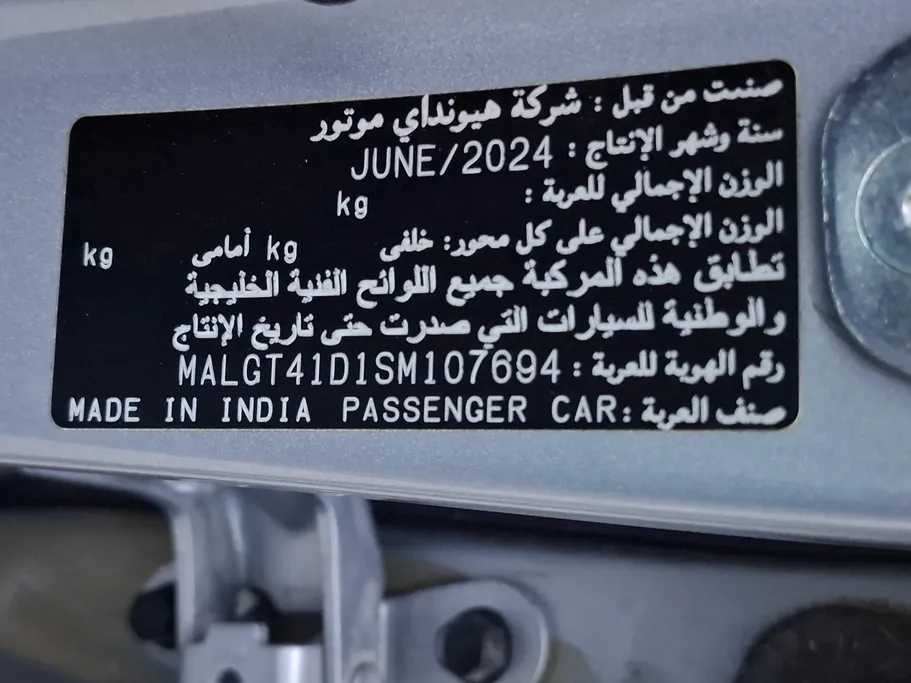 صنعت من قبل : شركة هيونداي موتور
سنة وشهر الإنتاج : JUNE/2024
الوزن الإجمالي للعربة : kg
الوزن الإجمالي على كل محور: خلفى kg أمامى kg
تطابق هذه المركبة جميع اللوائح الفنية الخليجية
والوطنية للسيارات التي صدرت حتى تاريخ الإنتاج
رقم الهوية للعربة : MALGT41D1SM107694
صنف العربة : PASSENGER CAR MADE IN INDIA